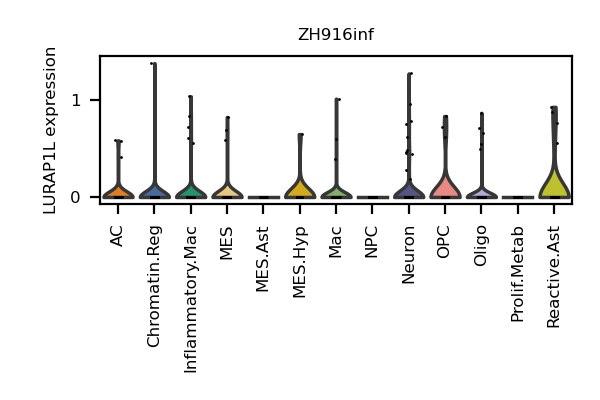 ZH916inf
LURAP1L expression
1
0
AC
Chromatin.Reg
Inflammatory.Mac
MES
MES.Ast
MES.Hyp
Mac
NPC
Neuron
OPC
Oligo
Prolif.Metab
Reactive.Ast